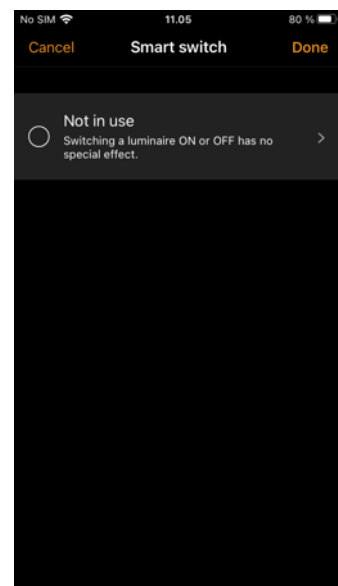 No SIM 11.05 80 %
Cancel Smart switch Done
Not in use
Switching a luminaire ON or OFF has no
special effect.